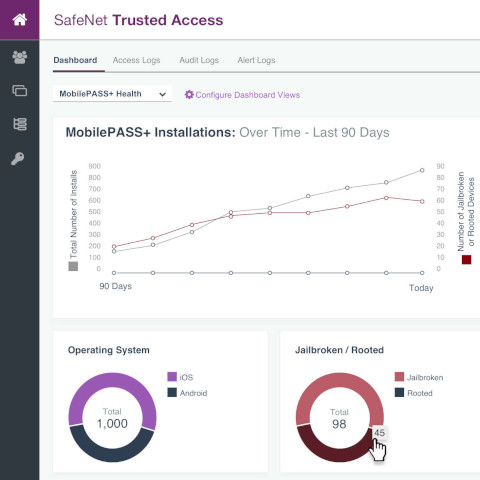 SafeNet Trusted Access
Dashboard Access Logs Audit Logs Alert Logs
MobilePASS+ Health
Configure Dashboard Views
MobilePASS+ Installations: Over Time - Last 90 Days
Total Number of Installs
900
800
700
600
500
400
300
200
100
0
90
80
70
60
50
40
30
20
10
0
Number of Jailbroken
or Rooted Devices
90 Days
Today
Operating System
iOS
Android
Total
1,000
Jailbroken / Rooted
Jailbroken
Rooted
Total
98
45